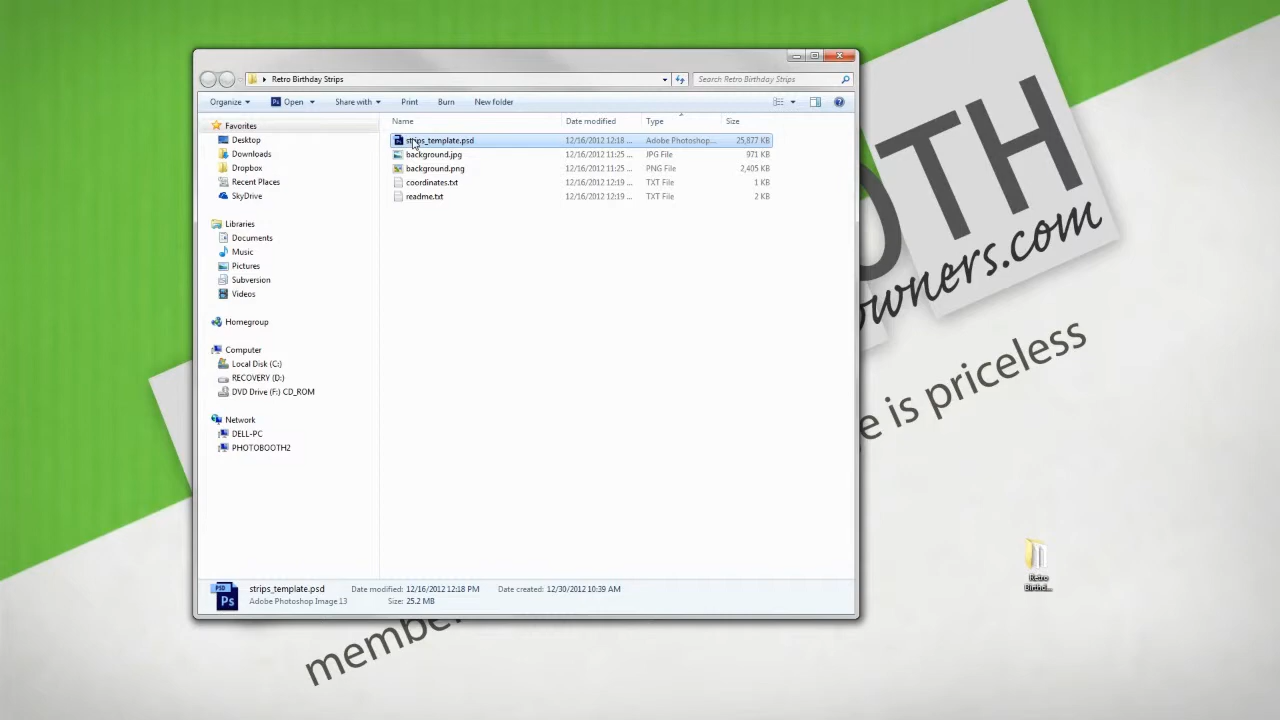 Retro Birthday Strips
Search Retro Birthday Strips
Organize Open Share with Print Burn New folder
Favorites
Desktop
Downloads
Dropbox
Recent Places
SkyDrive
Libraries
Documents
Music
Pictures
Subversion
Videos
Homegroup
Computer
Local Disk (C:)
RECOVERY (D:)
DVD Drive (F:) CD_ROM
Network
DELL-PC
PHOTOBOOTH2
Name Date modified Type Size
strips_template.psd 12/16/2012 12:18 ... Adobe Photoshop... 25,877 KB
background.jpg 12/16/2012 11:25 ... JPG File 971 KB
background.png 12/16/2012 11:25 ... PNG File 2,405 KB
coordinates.txt 12/16/2012 12:19 ... TXT File 1 KB
readme.txt 12/16/2012 12:19 ... TXT File 2 KB
PSD
Ps
strips_template.psd Date modified: 12/16/2012 12:18 PM Date created: 12/30/2012 10:39 AM
Adobe Photoshop Image 13 Size: 25.2 MB
OTH
owners.com
e is priceless
membe
Retro
Birthd...